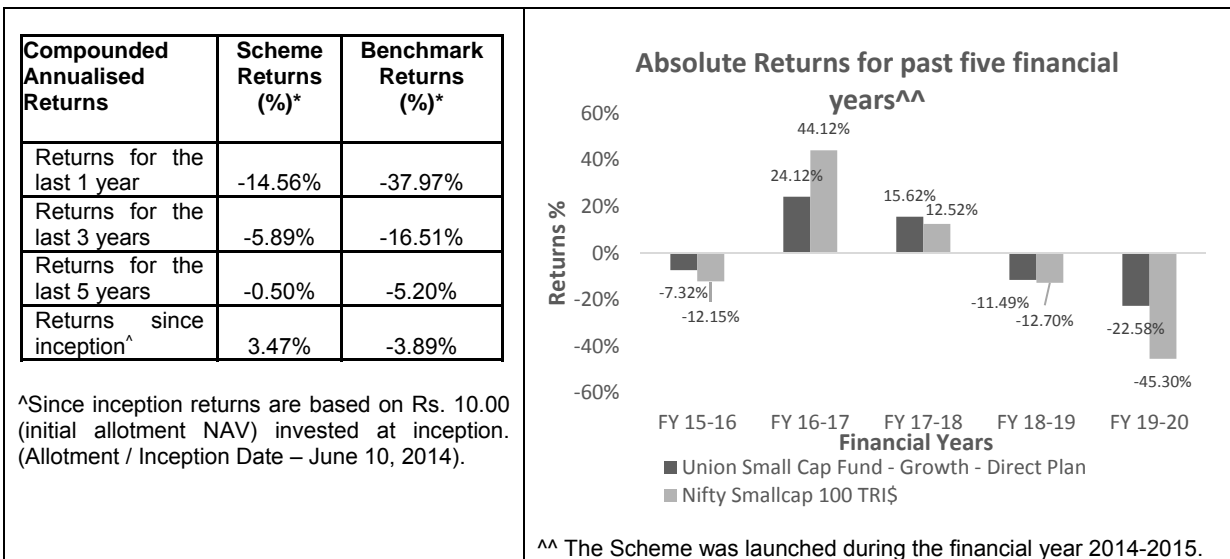 Compounded Annualised Returns
Scheme Returns (%)*
Benchmark Returns (%)*
Returns for the last 1 year -14.56% -37.97%
Returns for the last 3 years -5.89% -16.51%
Returns for the last 5 years -0.50% -5.20%
Returns since inception^ 3.47% -3.89%
^Since inception returns are based on Rs. 10.00
(initial allotment NAV) invested at inception.
(Allotment / Inception Date – June 10, 2014).
Absolute Returns for past five financial
years^^
Returns %
60%
40%
20%
0%
-20%
-40%
-60%
-7.32%
-12.15%
24.12%
44.12%
15.62%
12.52%
-11.49%
-12.70%
-22.58%
-45.30%
FY 15-16 FY 16-17 FY 17-18 FY 18-19 FY 19-20
Financial Years
Union Small Cap Fund - Growth - Direct Plan
Nifty Smallcap 100 TRI$
^^ The Scheme was launched during the financial year 2014-2015.